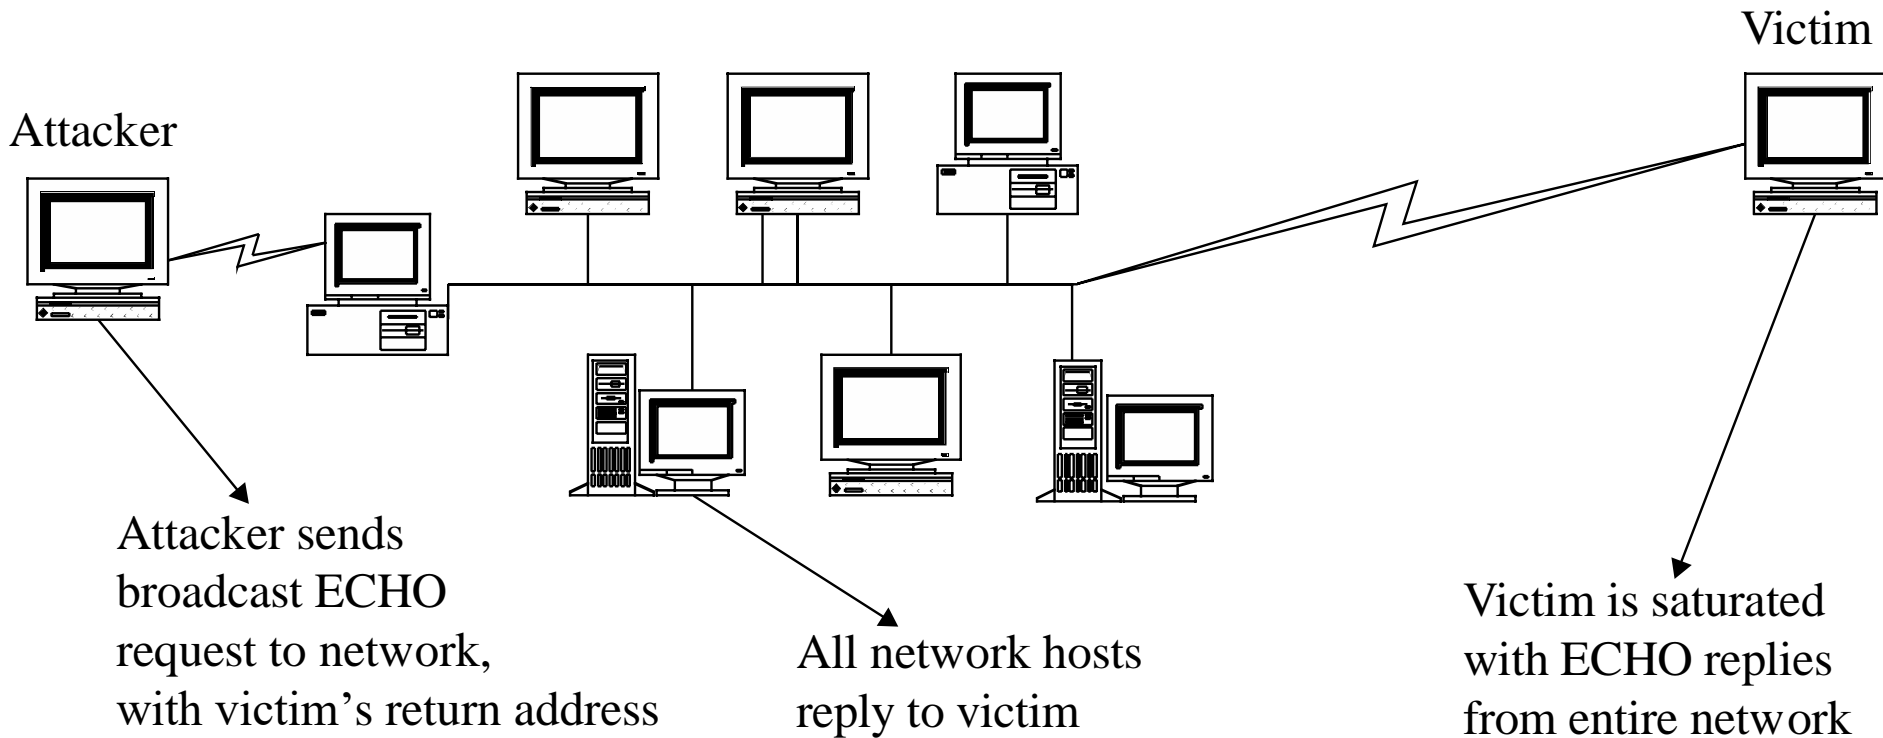 Victim
Attacker
Attacker sends
broadcast ECHO
request to network,
with victim’s return address
All network hosts
reply to victim
Victim is saturated
with ECHO replies
from entire network